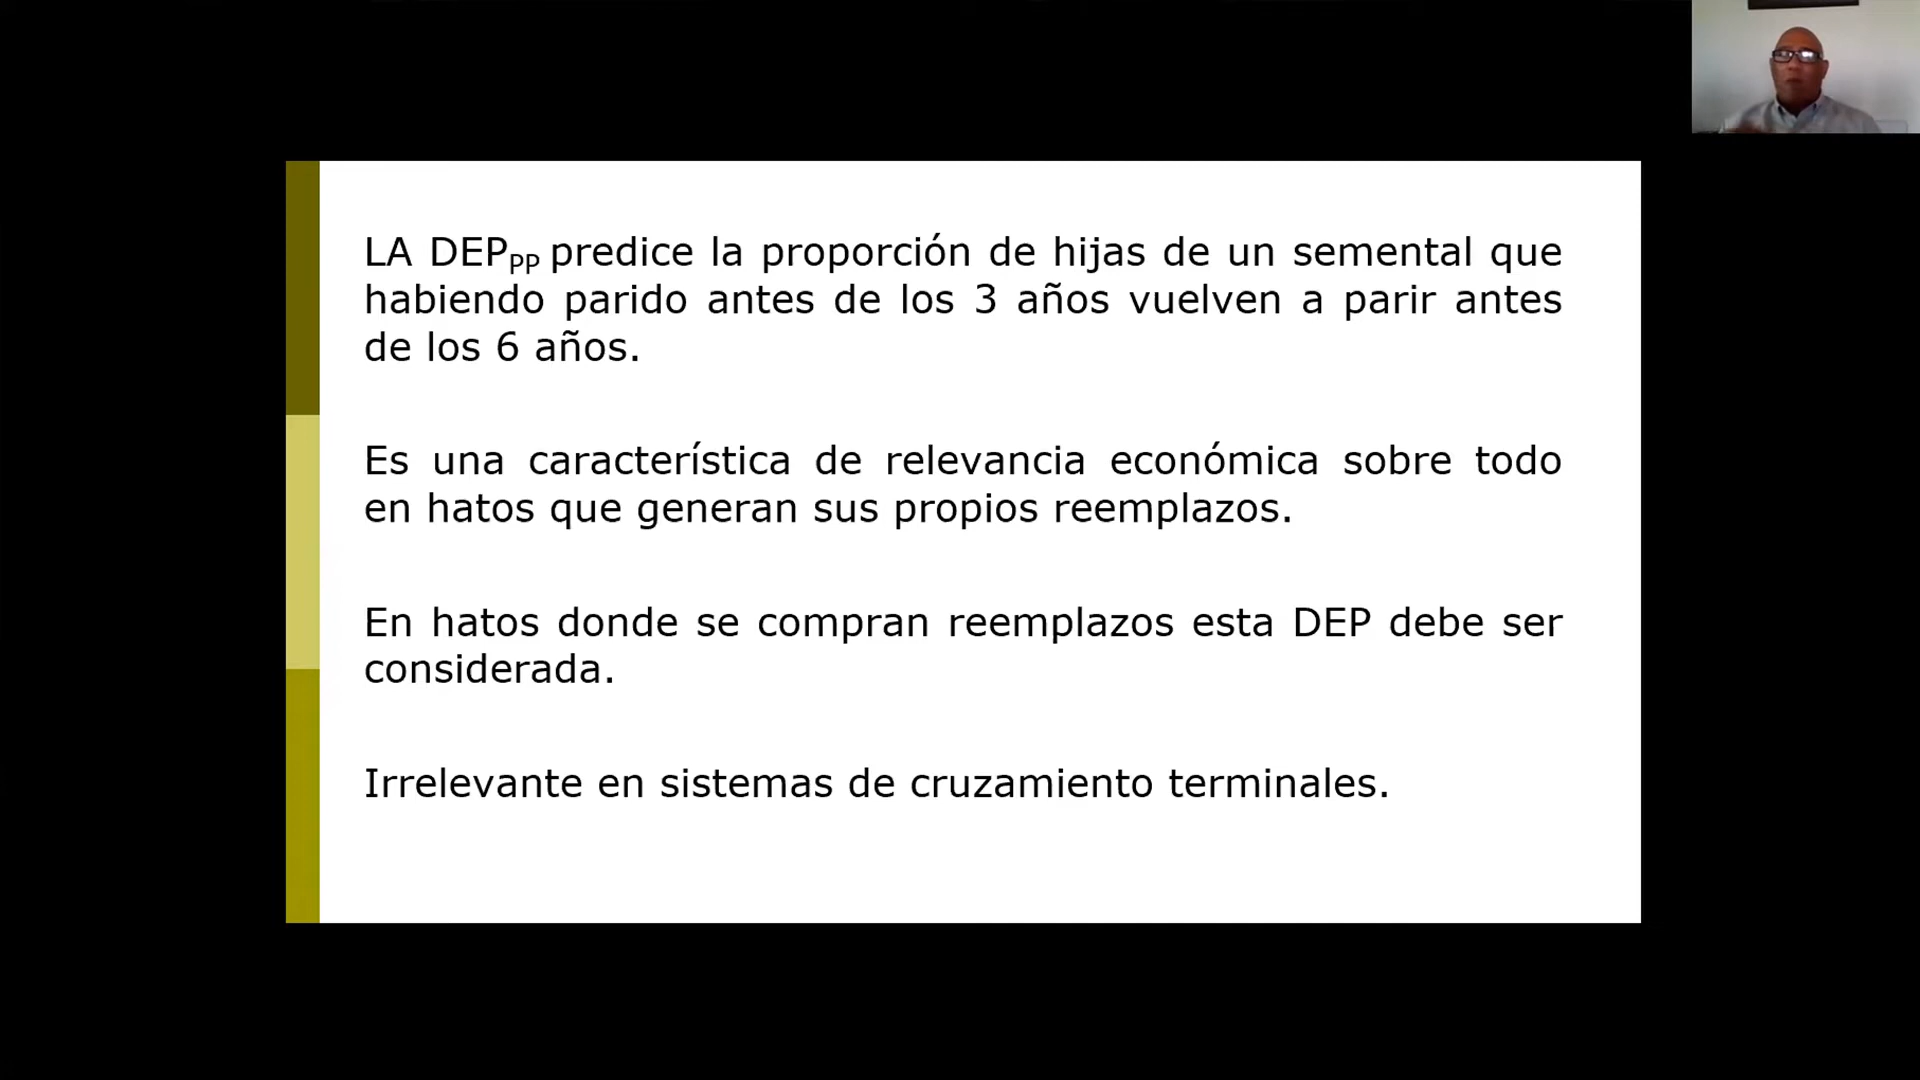 LA DEPPP predice la proporción de hijas de un semental que
habiendo parido antes de los 3 años vuelven a parir antes
de los 6 años.
Es una característica de relevancia económica sobre todo
en hatos que generan sus propios reemplazos.
En hatos donde se compran reemplazos esta DEP debe ser
considerada.
Irrelevante en sistemas de cruzamiento terminales.